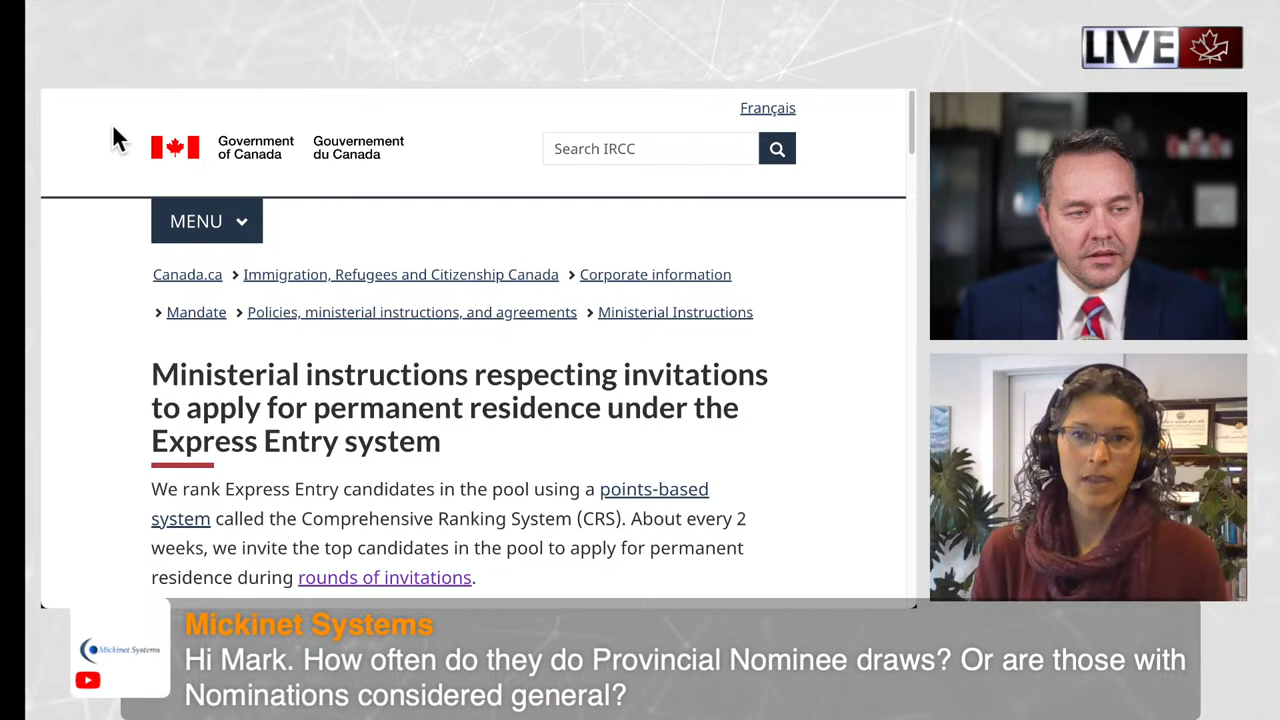 LIVE
Français
Government
of Canada
Gouvernement
du Canada
Search IRCC
MENU
Canada.ca > Immigration, Refugees and Citizenship Canada > Corporate information
> Mandate > Policies, ministerial instructions, and agreements > Ministerial Instructions
Ministerial instructions respecting invitations
to apply for permanent residence under the
Express Entry system
We rank Express Entry candidates in the pool using a points-based
system called the Comprehensive Ranking System (CRS). About every 2
weeks, we invite the top candidates in the pool to apply for permanent
residence during rounds of invitations.
Mickinet Systems
Mickinet Systems
Hi Mark. How often do they do Provincial Nominee draws? Or are those with
Nominations considered general?